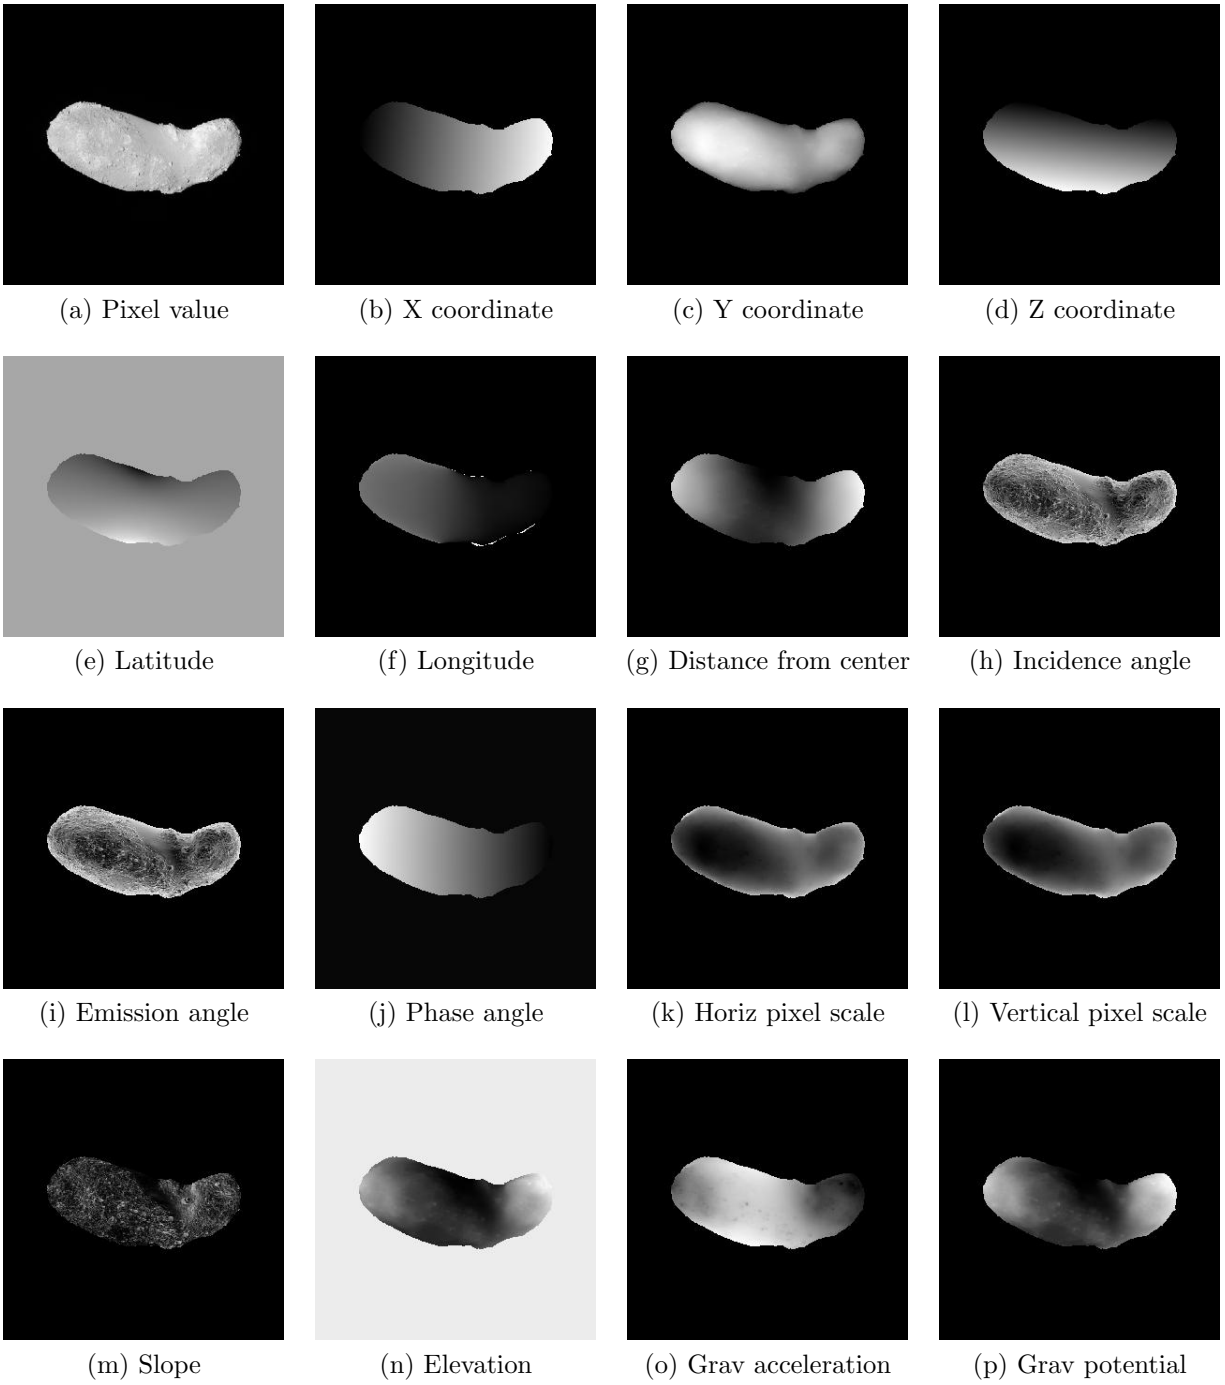 (a) Pixel value
(b) X coordinate
(c) Y coordinate
(d) Z coordinate
(e) Latitude
(f) Longitude
(g) Distance from center
(h) Incidence angle
(i) Emission angle
(j) Phase angle
(k) Horiz pixel scale
(l) Vertical pixel scale
(m) Slope
(n) Elevation
(o) Grav acceleration
(p) Grav potential